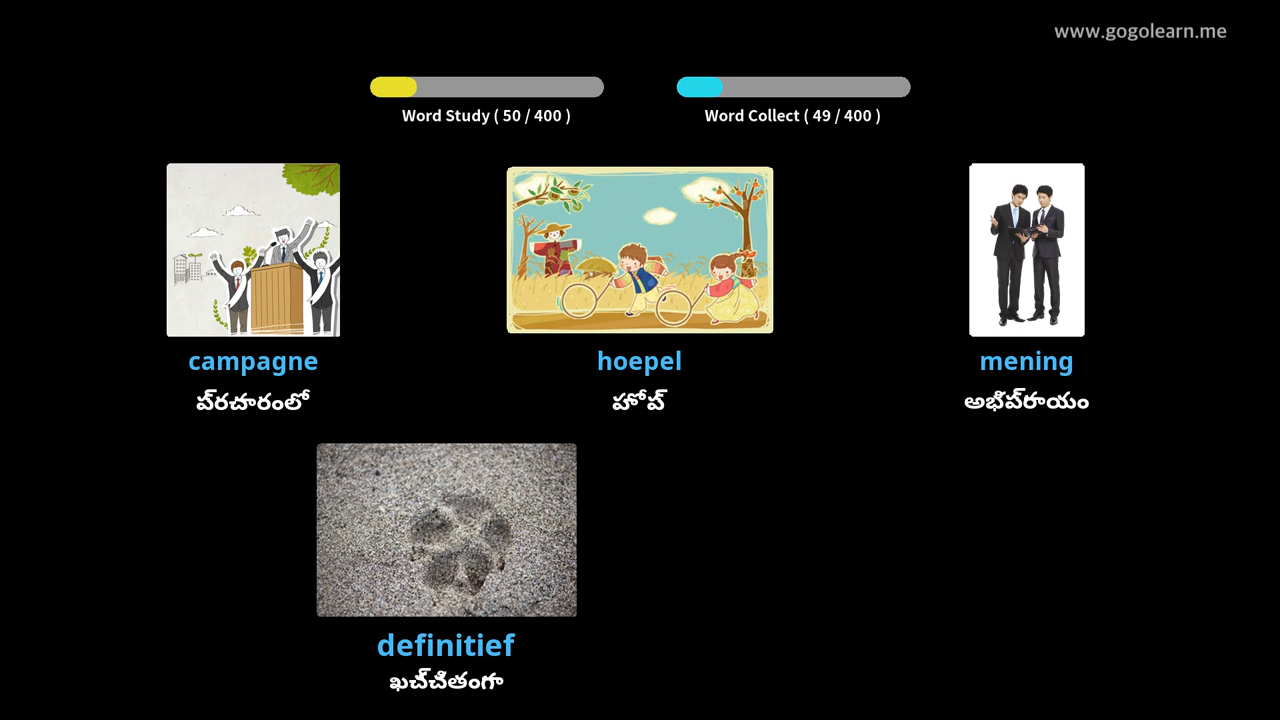 www.gogolearn.me
Word Study ( 50 / 400 )
Word Collect ( 49 / 400 )
campagne
ప్రచారంలో
hoepel
హోప్
mening
అభిప్రాయం
definitief
ఖచ్చితంగా